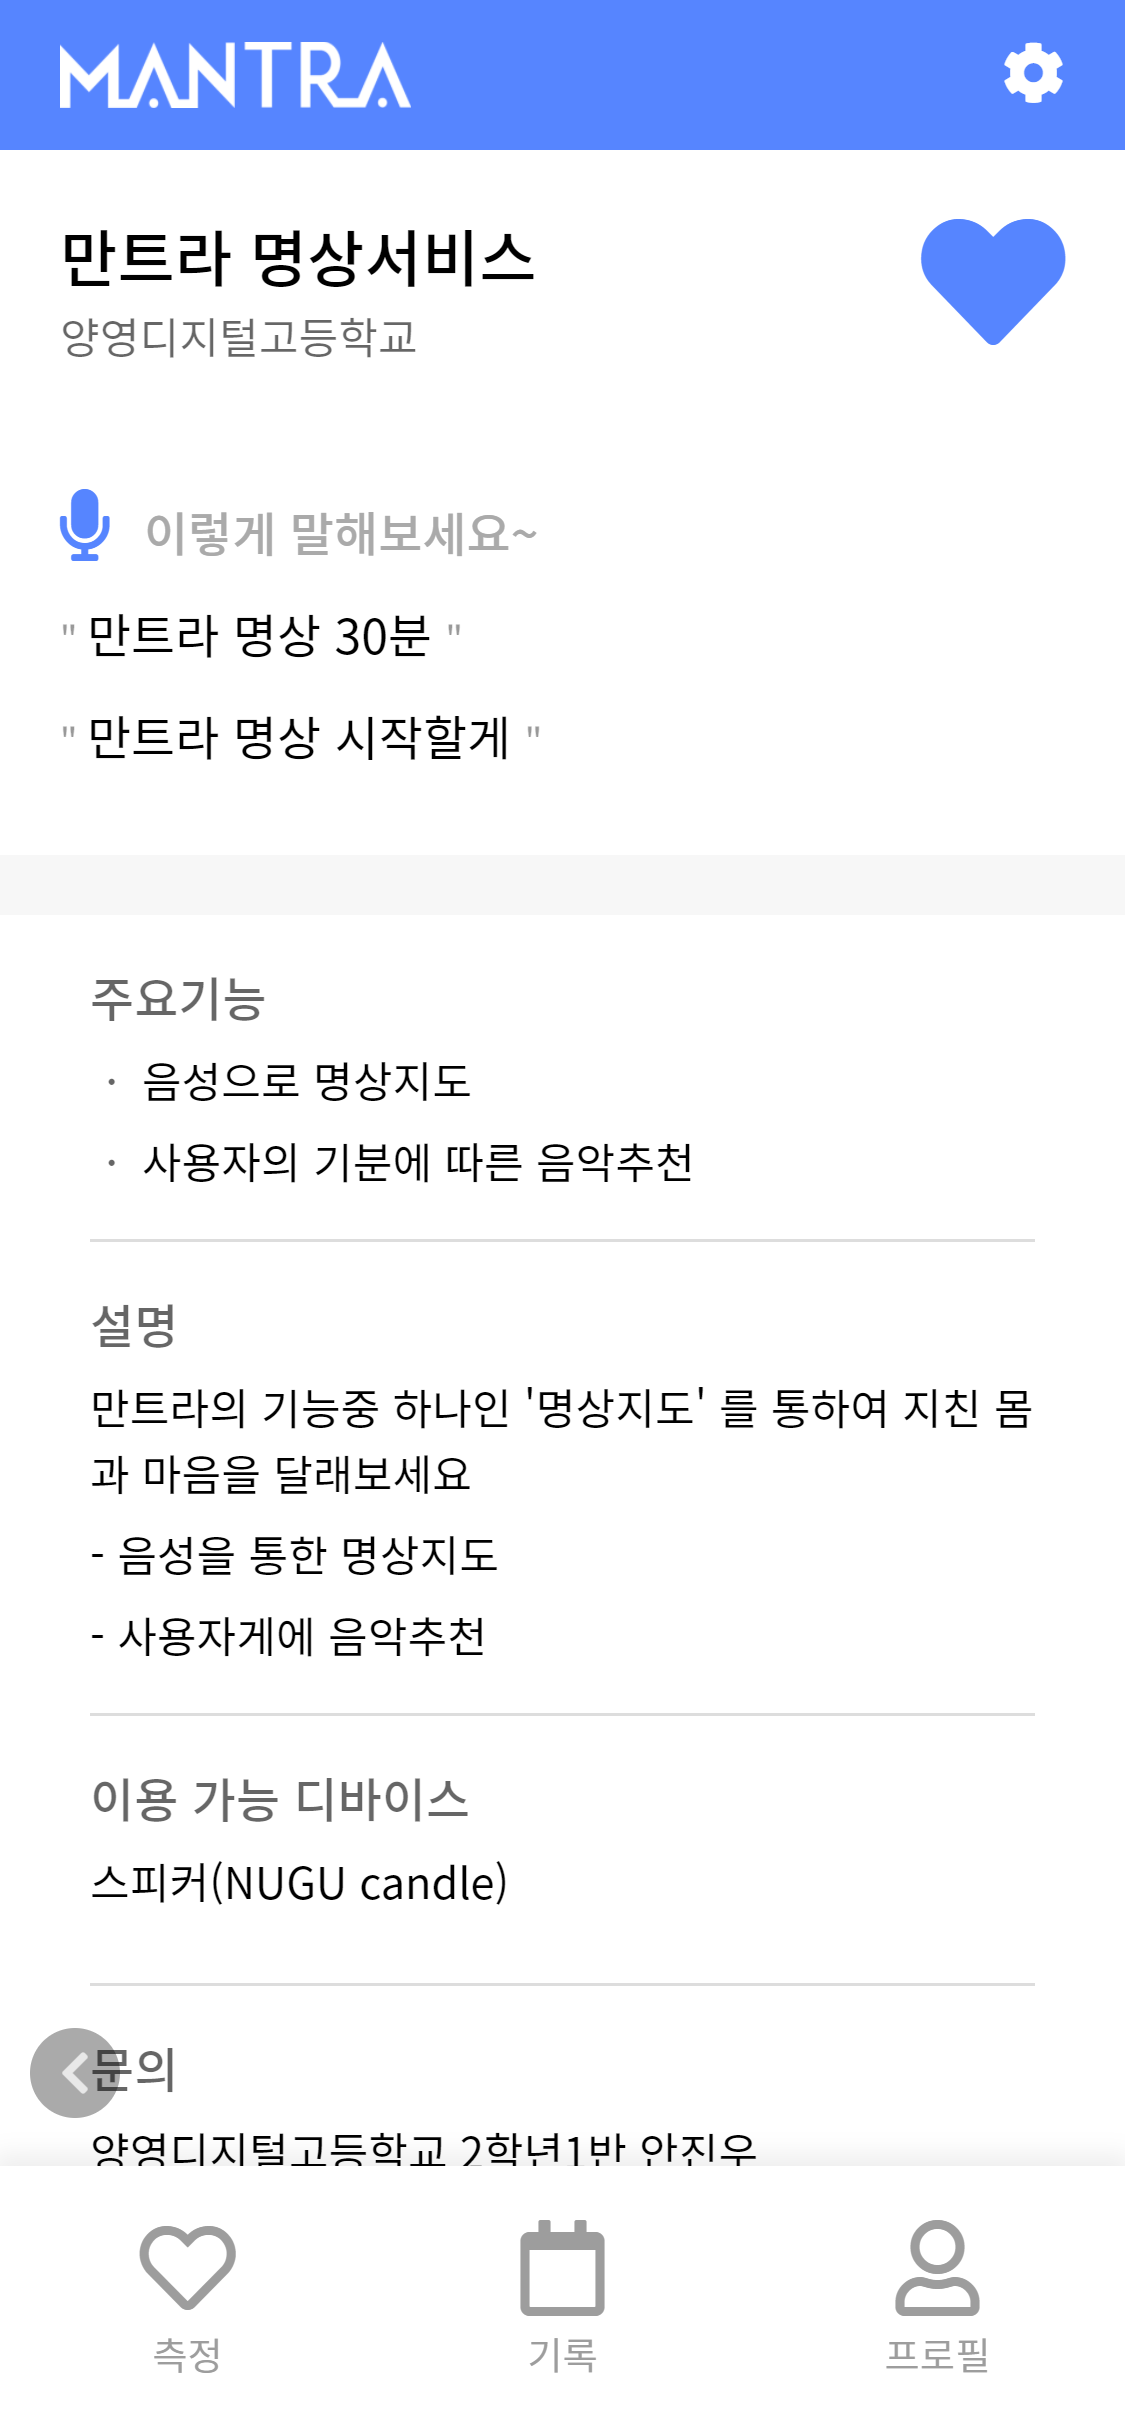 MANTRA
만트라 명상서비스
양영디지털고등학교
이렇게 말해보세요~
" 만트라 명상 30분 "
" 만트라 명상 시작할게 "
주요기능
· 음성으로 명상지도
· 사용자의 기분에 따른 음악추천
설명
만트라의 기능중 하나인 '명상지도' 를 통하여 지친 몸
과 마음을 달래보세요
- 음성을 통한 명상지도
- 사용자게에 음악추천
이용 가능 디바이스
스피커(NUGU candle)
문의
양영디지털고등학교 2학년1반 안진우
측정
기록
프로필